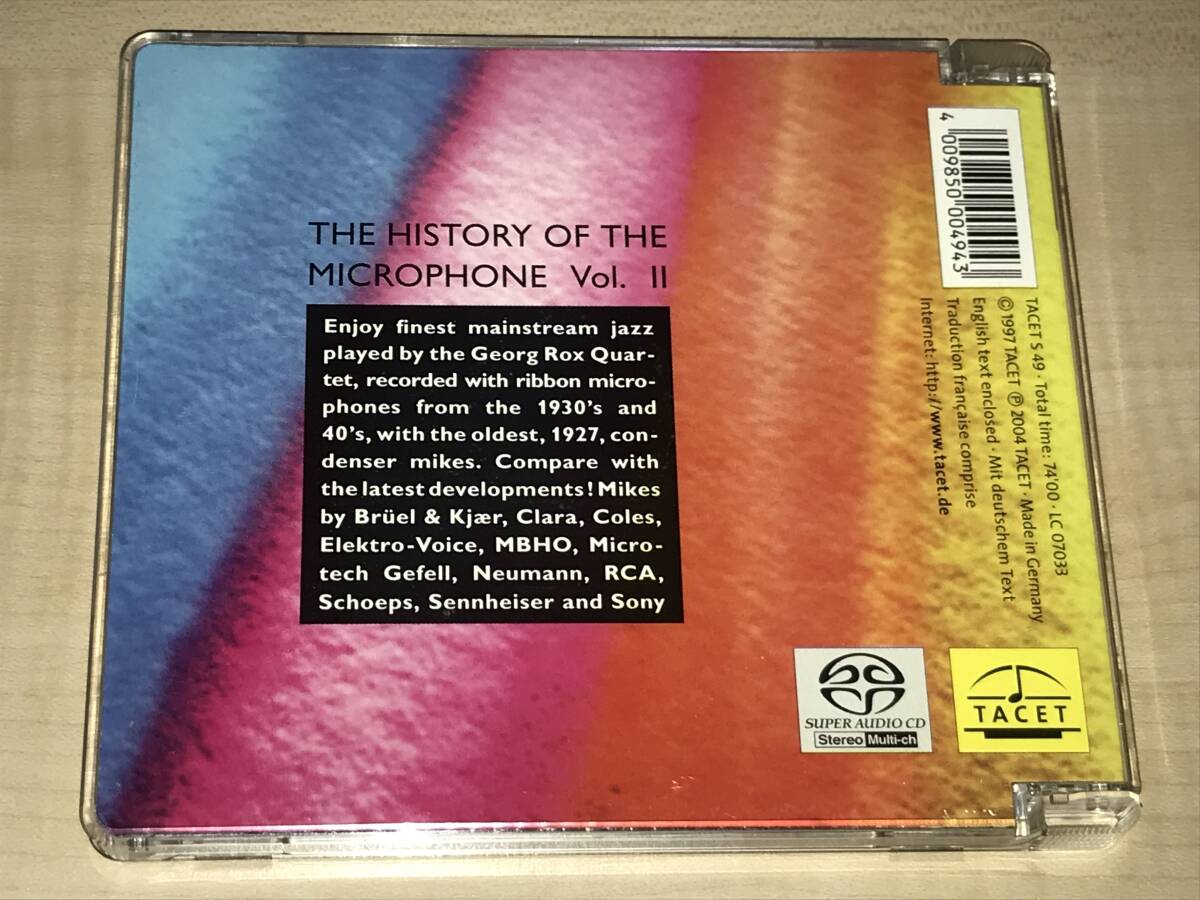 THE HISTORY OF THE
MICROPHONE Vol. II
Enjoy finest mainstream jazz
played by the Georg Rox Quar-
tet, recorded with ribbon micro-
phones from the 1930's and
40's, with the oldest, 1927, con-
denser mikes. Compare with
the latest developments! Mikes
by Brüel & Kjær, Clara, Coles,
Elektro-Voice, MBHO, Micro-
tech Gefell, Neumann, RCA,
Schoeps, Sennheiser and Sony
4 009850 004943
TACET S 49 · Total time: 74'00 · LC 07033
© 1997 TACET ℗ 2004 TACET · Made in Germany
English text enclosed · Mit deutschem Text
Traduction française comprise
Internet: http://www.tacet.de
SUPER AUDIO CD
Stereo Multi-ch
TACET